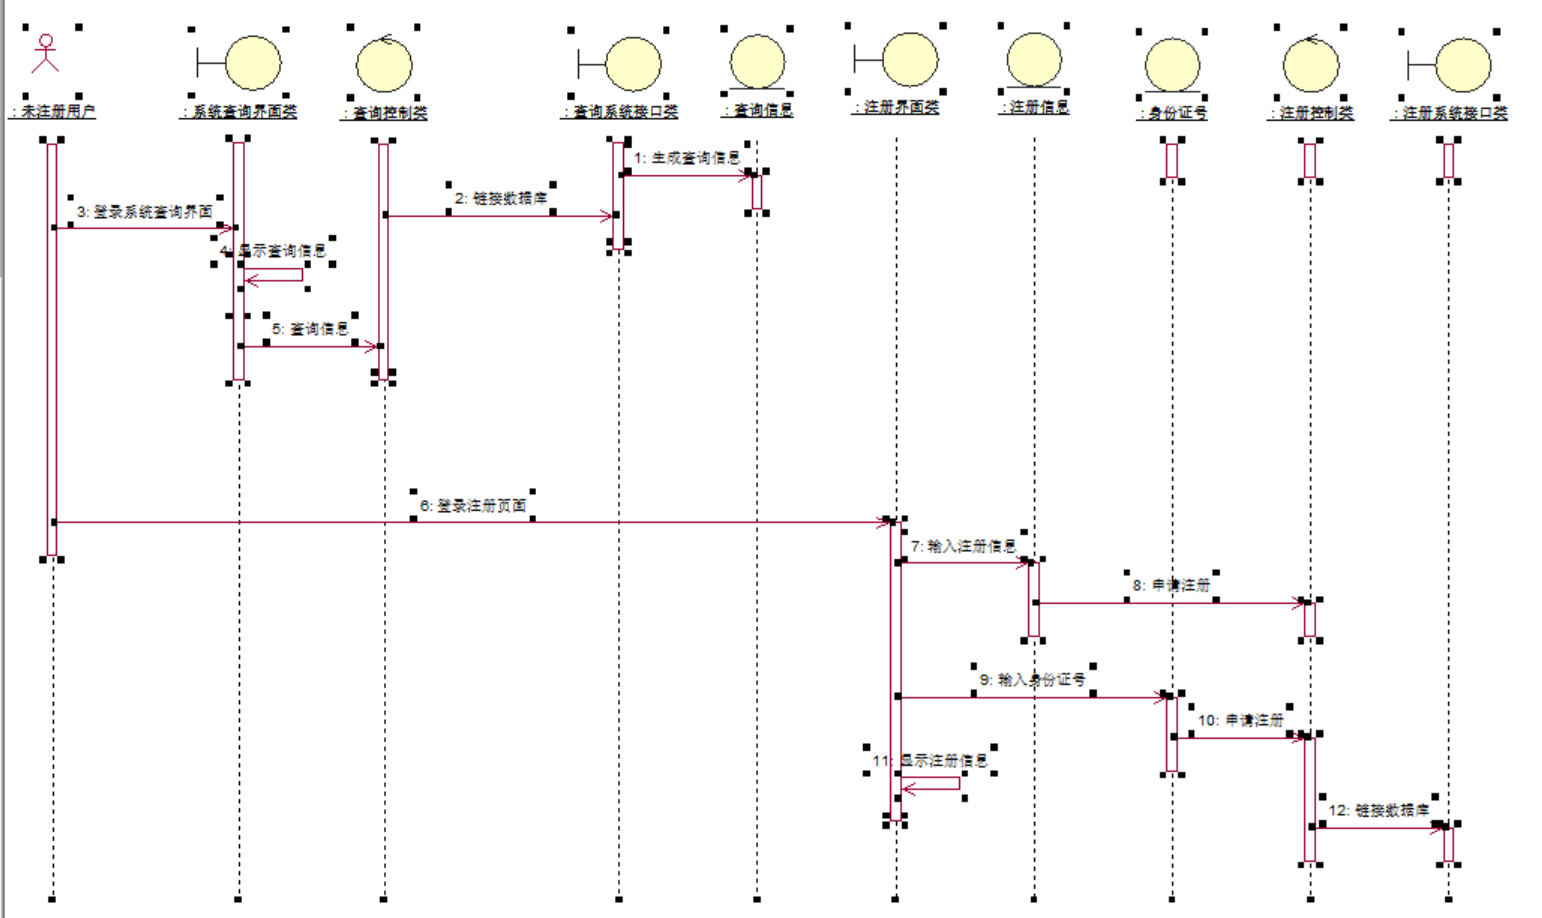 : 未注册用户
: 系统查询界面类
: 查询控制类
: 查询系统接口类
: 查询信息
: 注册界面类
: 注册信息
: 身份证号
: 注册控制类
: 注册系统接口类
1: 生成查询信息
2: 链接数据库
3: 登录系统查询界面
4: 显示查询信息
5: 查询信息
6: 登录注册页面
7: 输入注册信息
8: 申请注册
9: 输入身份证号
10: 申请注册
11: 显示注册信息
12: 链接数据库